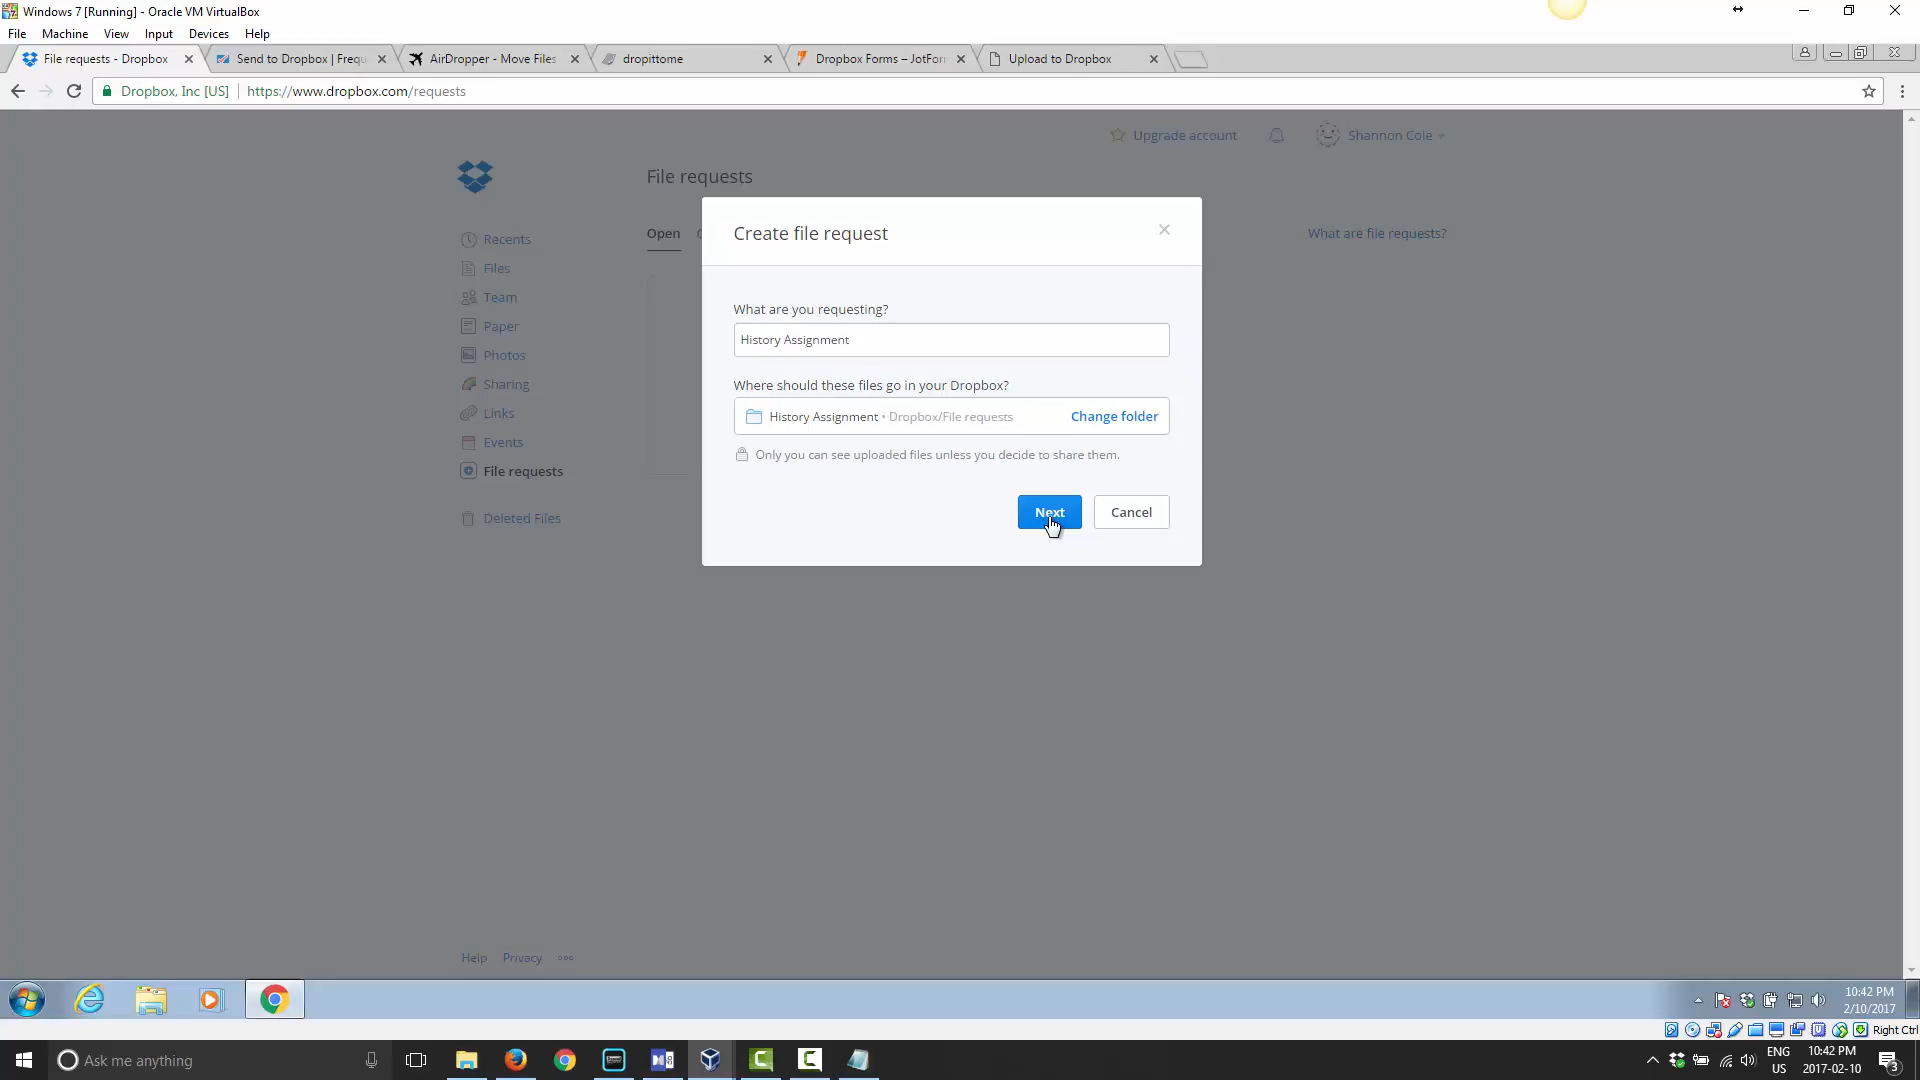 Windows 7 [Running] - Oracle VM VirtualBox
File Machine View Input Devices Help
File requests - Dropbox
Send to Dropbox | Frequ
AirDropper - Move Files
dropittome
Dropbox Forms – JotForm
Upload to Dropbox
Dropbox, Inc [US] https://www.dropbox.com/requests
Upgrade account
Shannon Cole
File requests
Open
What are file requests?
Recents
Files
Team
Paper
Photos
Sharing
Links
Events
File requests
Deleted Files
Create file request
What are you requesting?
History Assignment
Where should these files go in your Dropbox?
History Assignment • Dropbox/File requests
Change folder
Only you can see uploaded files unless you decide to share them.
Next
Cancel
Help Privacy
10:42 PM
2/10/2017
Right Ctrl
Ask me anything
ENG
US
10:42 PM
2017-02-10
3